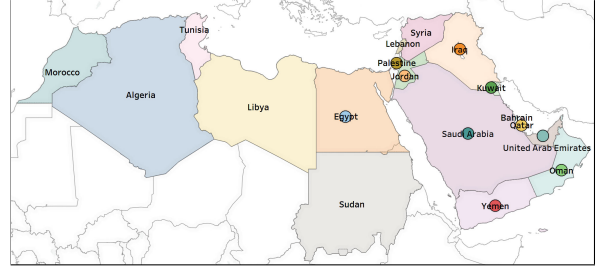 Tunisia
Syria
Lebanon
Iraq
Morocco
Palestine
Jordan
Algeria
Kuwait
Libya
Egypt
Bahrain
Qatar
Saudi Arabia
United Arab Emirates
Oman
Sudan
Yemen